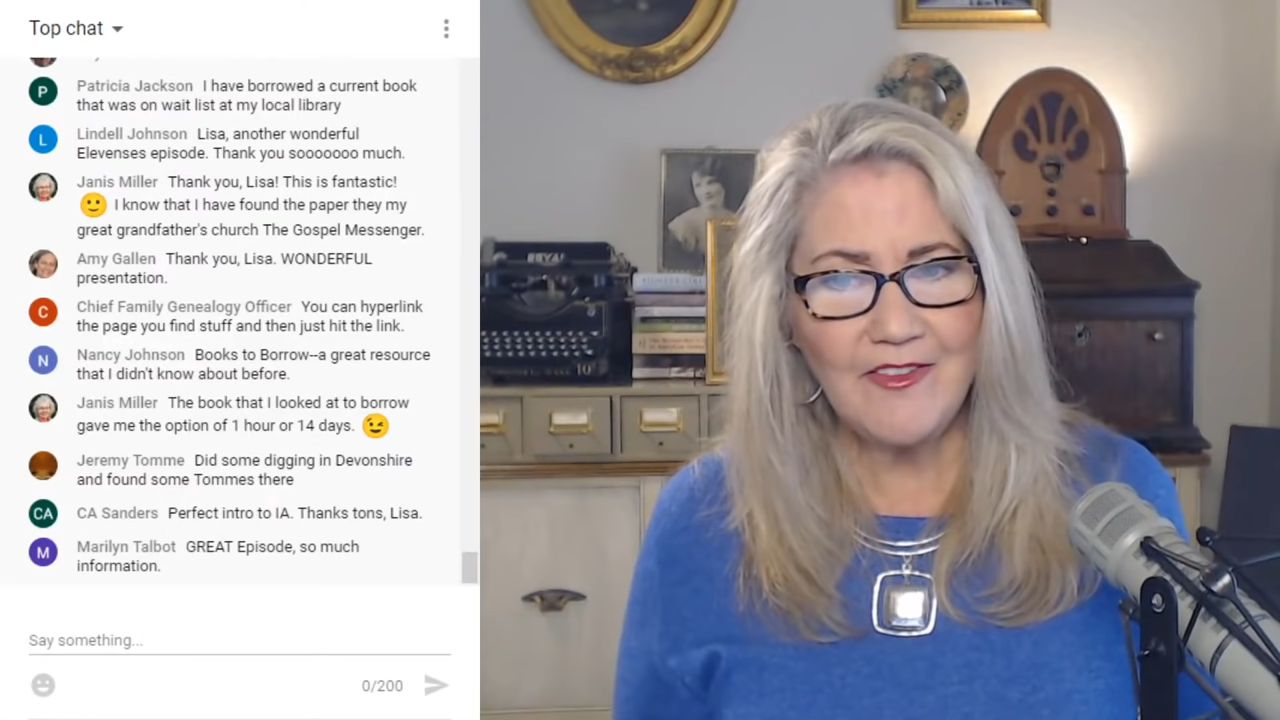 Top chat
Patricia Jackson I have borrowed a current book
that was on wait list at my local library
Lindell Johnson Lisa, another wonderful
Elevenses episode. Thank you sooooooo much.
Janis Miller Thank you, Lisa! This is fantastic!
🙂 I know that I have found the paper they my
great grandfather's church The Gospel Messenger.
Amy Gallen Thank you, Lisa. WONDERFUL
presentation.
C Chief Family Genealogy Officer You can hyperlink
the page you find stuff and then just hit the link.
N Nancy Johnson Books to Borrow--a great resource
that I didn't know about before.
Janis Miller The book that I looked at to borrow
gave me the option of 1 hour or 14 days. 😉
Jeremy Tomme Did some digging in Devonshire
and found some Tommes there
CA CA Sanders Perfect intro to IA. Thanks tons, Lisa.
M Marilyn Talbot GREAT Episode, so much
information.
Say something...
0/200